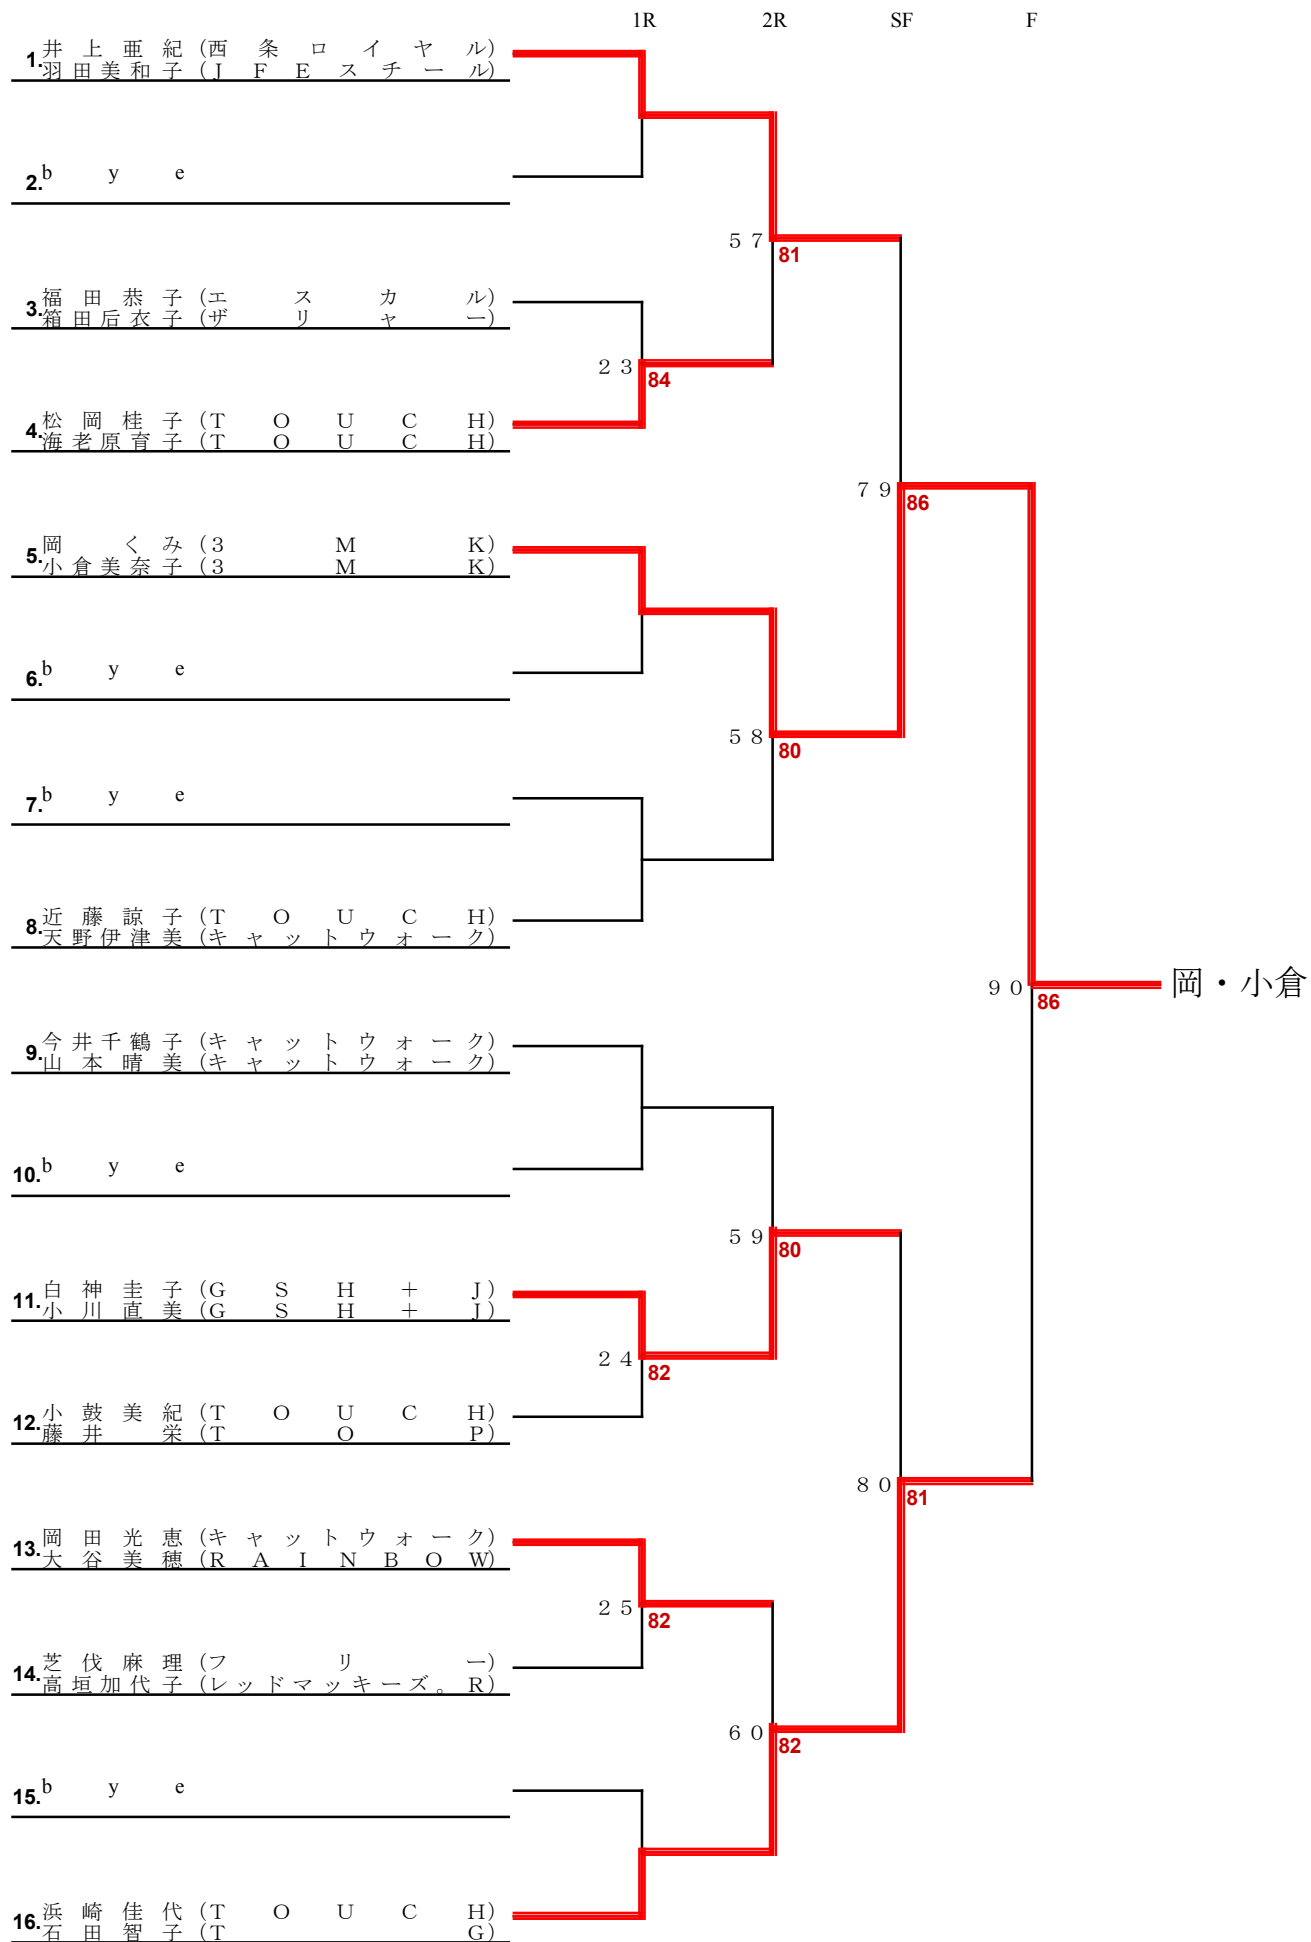 1R 2R SF F
1. 井上亜紀 (西条ロイヤル)
羽田美和子 (JFEスチール)
2. bye
57
81
3. 福田恭子 (エスカル)
箱田后衣子 (ザリャー)
23
84
4. 松岡桂子 (TOUCH)
海老原育子 (TOUCH)
79
86
5. 岡くみ (3MK)
小倉美奈子 (3MK)
6. bye
58
80
7. bye
8. 近藤諒子 (TOUCH)
天野伊津美 (キャットウォーク)
90
86
岡・小倉
9. 今井千鶴子 (キャットウォーク)
山本晴美 (キャットウォーク)
10. bye
59
80
11. 白神圭子 (GSH+J)
小川直美 (GSH+J)
24
82
12. 小鼓美紀 (TOUCH)
藤井栄 (TOP)
80
81
13. 岡田光恵 (キャットウォーク)
大谷美穂 (RAINBOW)
25
82
14. 芝伐麻理 (フリー)
高垣加代子 (レッドマッキーズ。R)
60
82
15. bye
16. 浜崎佳代 (TOUCH)
石田智子 (TG)